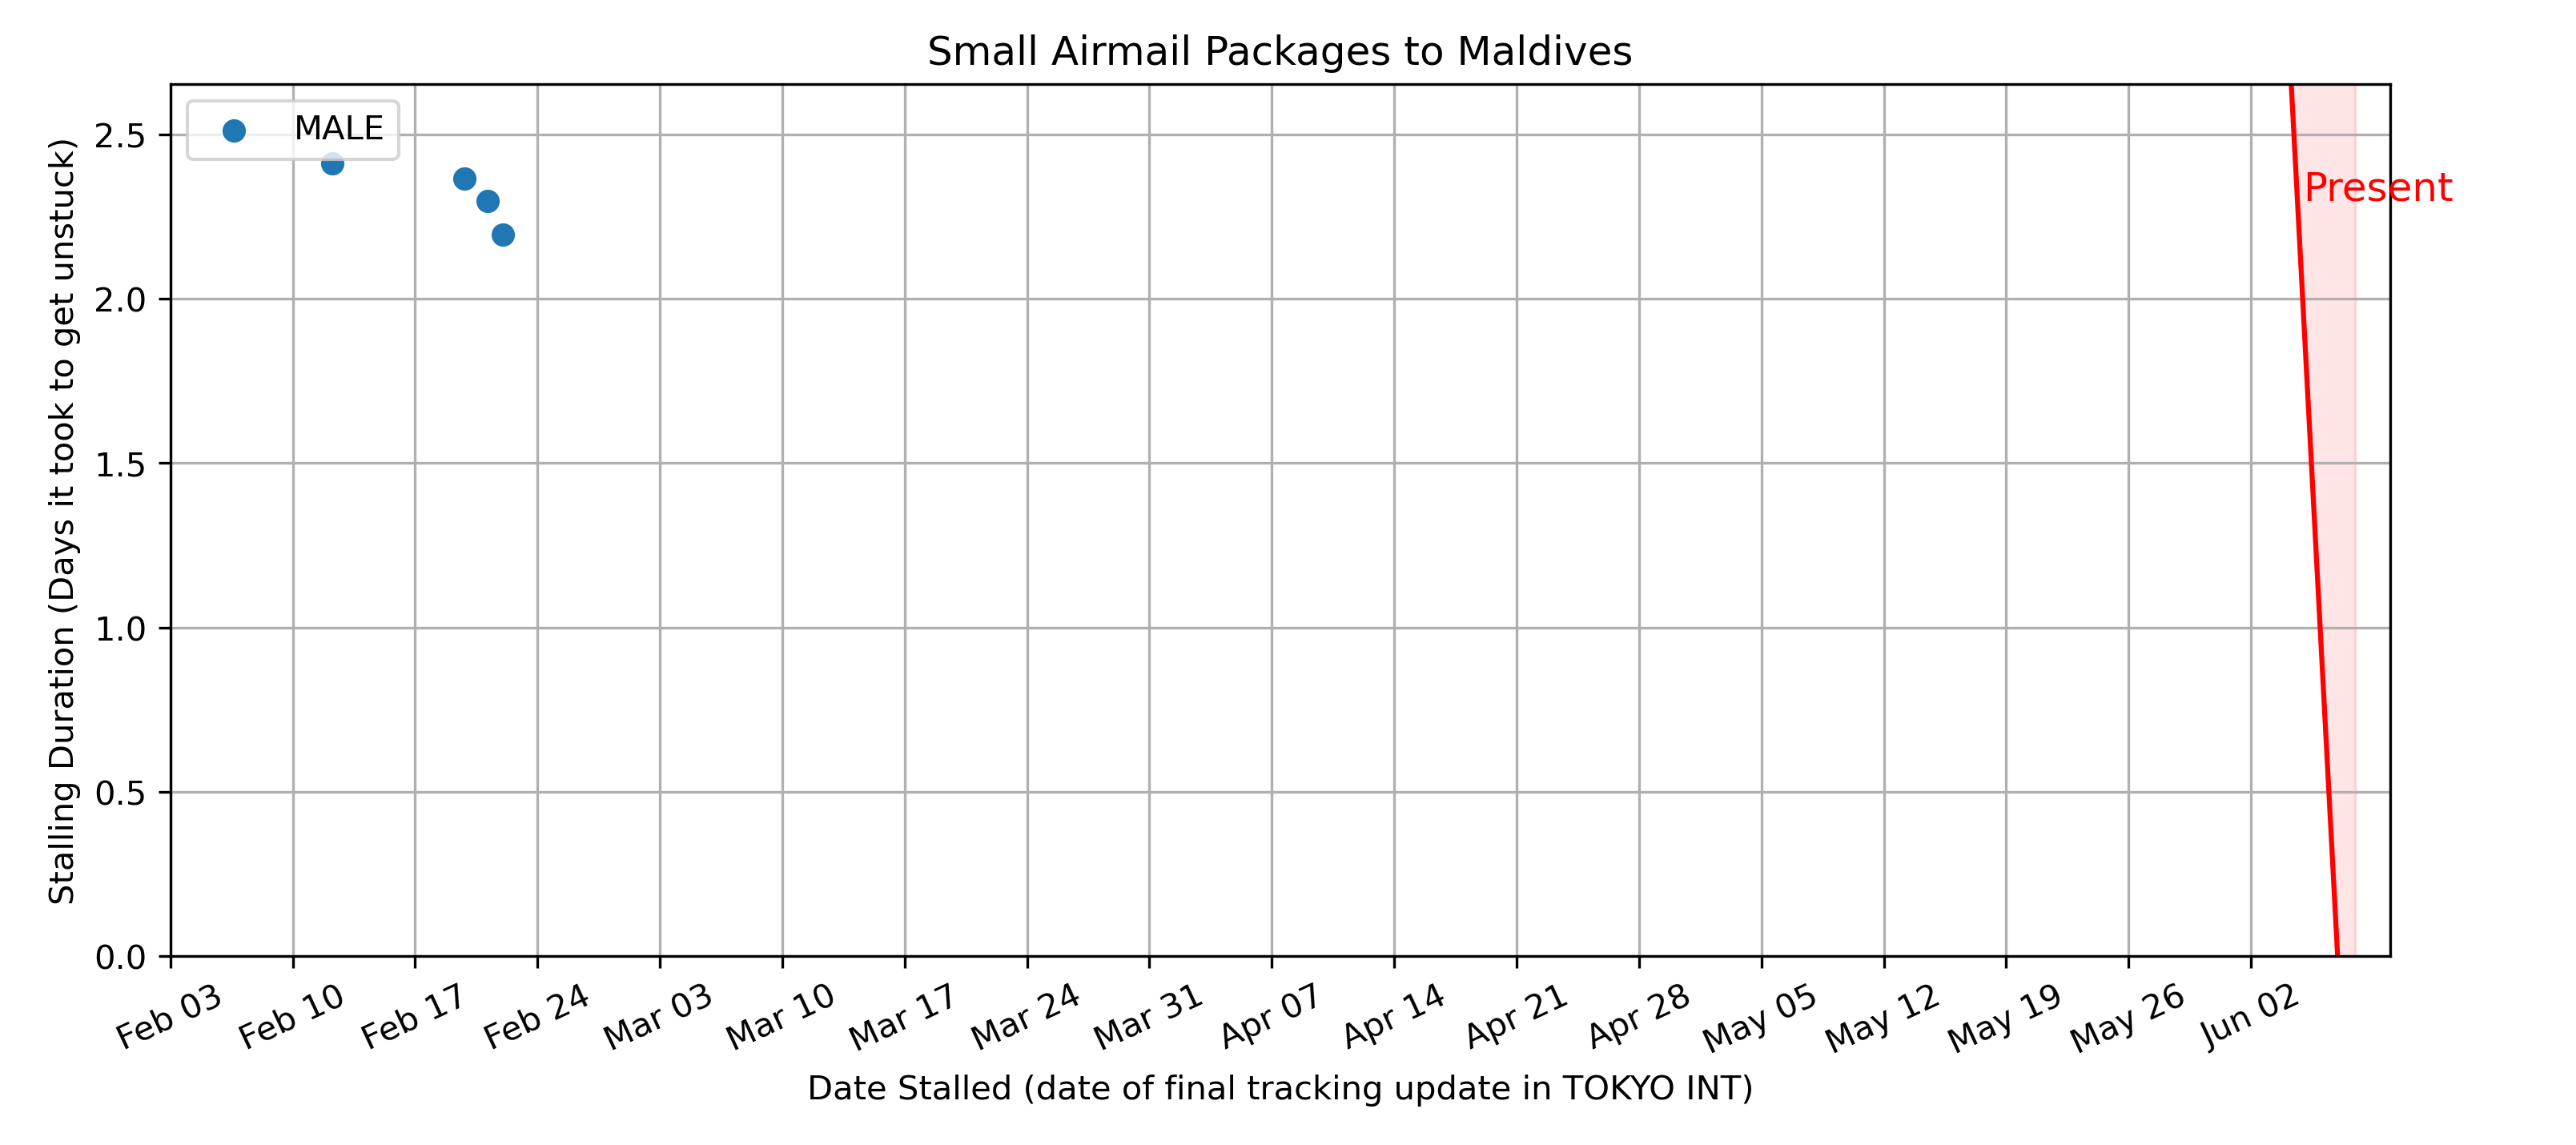 Small Airmail Packages to Maldives
MALE
Present
Stalling Duration (Days it took to get unstuck)
2.5
2.0
1.5
1.0
0.5
0.0
Feb 03 Feb 10 Feb 17 Feb 24 Mar 03 Mar 10 Mar 17 Mar 24 Mar 31 Apr 07 Apr 14 Apr 21 Apr 28 May 05 May 12 May 19 May 26 Jun 02
Date Stalled (date of final tracking update in TOKYO INT)